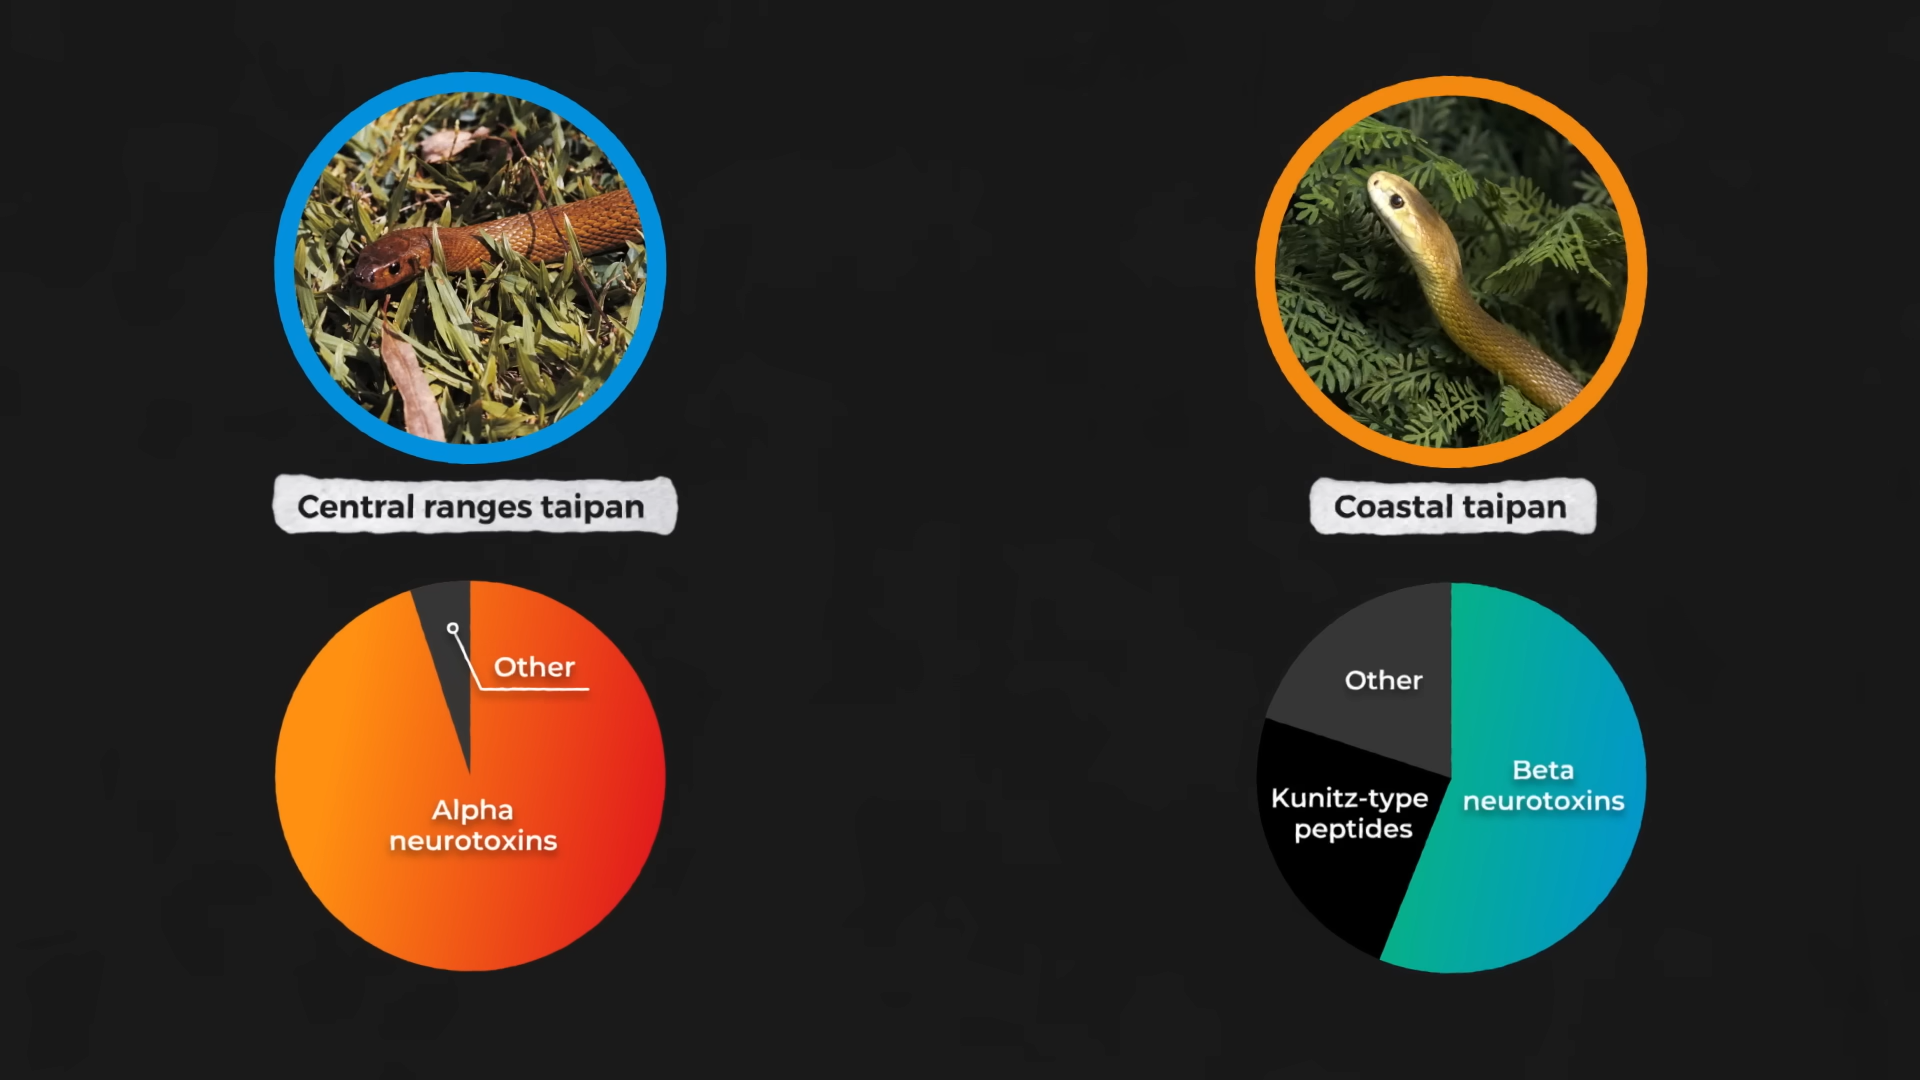 Central ranges taipan
Coastal taipan
Other
Alpha
neurotoxins
Other
Kunitz-type
peptides
Beta
neurotoxins